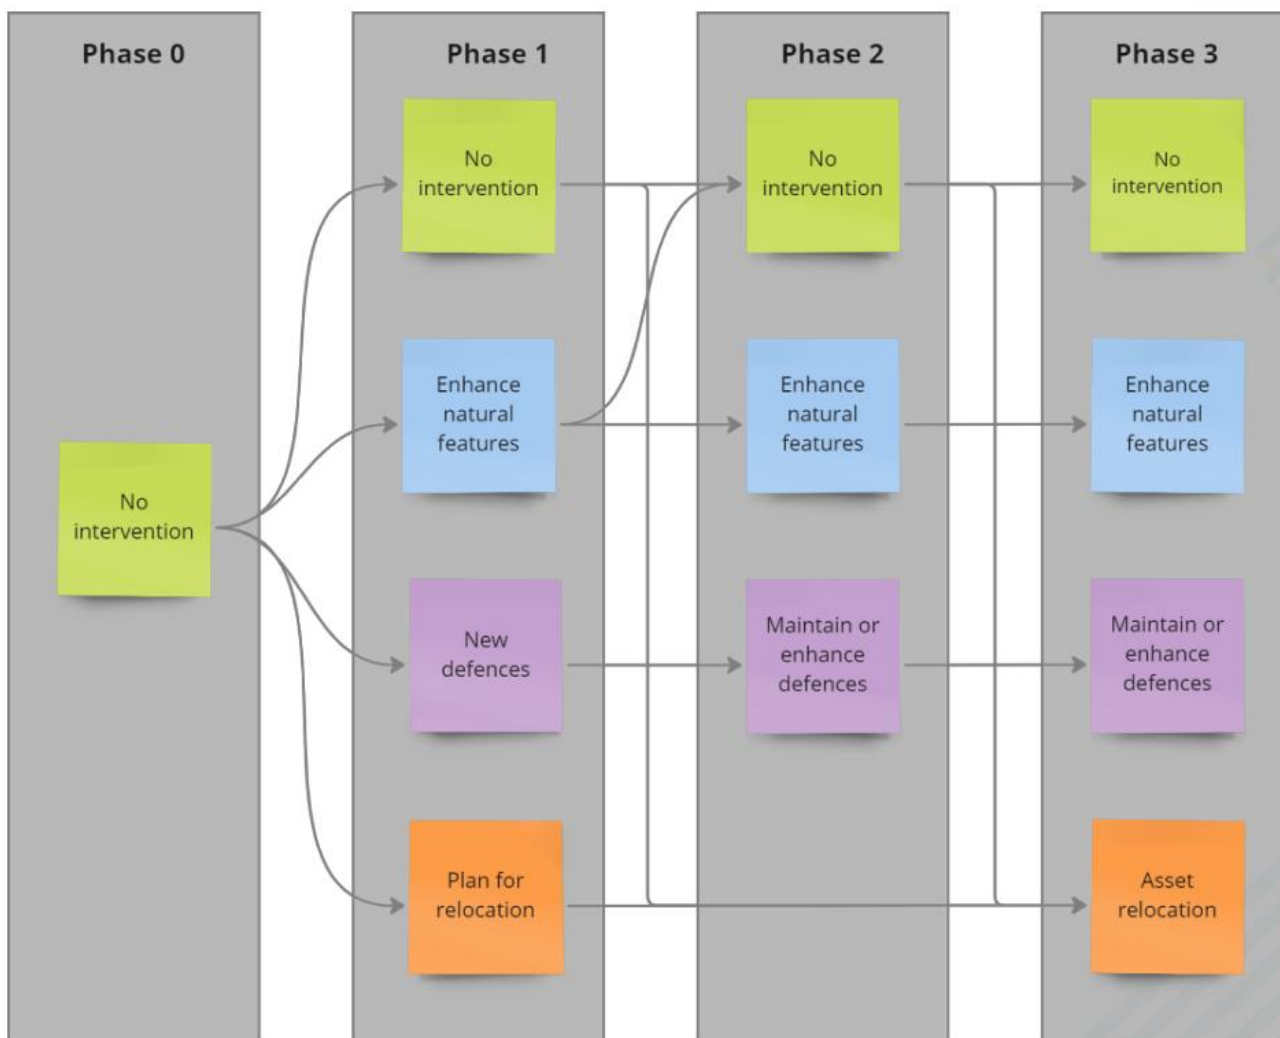 Phase 0
No
intervention
Phase 1
No
intervention
Enhance
natural
features
New
defences
Plan for
relocation
Phase 2
No
intervention
Enhance
natural
features
Maintain or
enhance
defences
Phase 3
No
intervention
Enhance
natural
features
Maintain or
enhance
defences
Asset
relocation